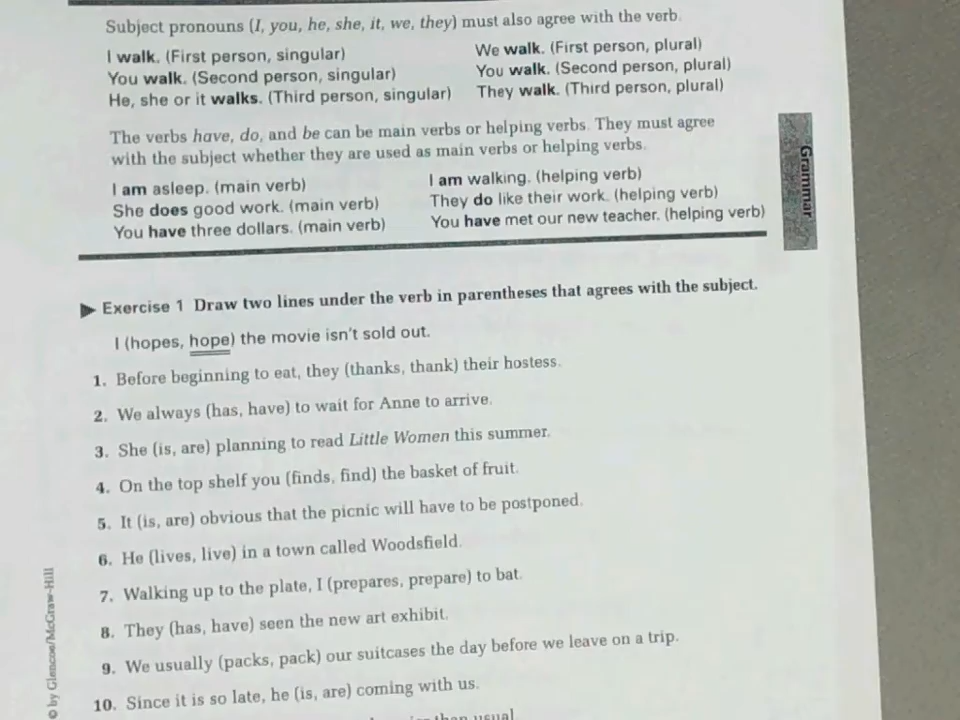 Subject pronouns (I, you, he, she, it, we, they) must also agree with the verb.
I walk. (First person, singular)
You walk. (Second person, singular)
He, she or it walks. (Third person, singular)
We walk. (First person, plural)
You walk. (Second person, plural)
They walk. (Third person, plural)
The verbs have, do, and be can be main verbs or helping verbs. They must agree
with the subject whether they are used as main verbs or helping verbs.
I am asleep. (main verb)
She does good work. (main verb)
You have three dollars. (main verb)
I am walking. (helping verb)
They do like their work. (helping verb)
You have met our new teacher. (helping verb)
Grammar
Exercise 1 Draw two lines under the verb in parentheses that agrees with the subject.
I (hopes, hope) the movie isn't sold out.
1. Before beginning to eat, they (thanks, thank) their hostess.
2. We always (has, have) to wait for Anne to arrive.
3. She (is, are) planning to read Little Women this summer.
4. On the top shelf you (finds, find) the basket of fruit.
5. It (is, are) obvious that the picnic will have to be postponed.
6. He (lives, live) in a town called Woodsfield.
7. Walking up to the plate, I (prepares, prepare) to bat.
8. They (has, have) seen the new art exhibit.
9. We usually (packs, pack) our suitcases the day before we leave on a trip.
10. Since it is so late, he (is, are) coming with us.
than usual
© by Glencoe/McGraw-Hill